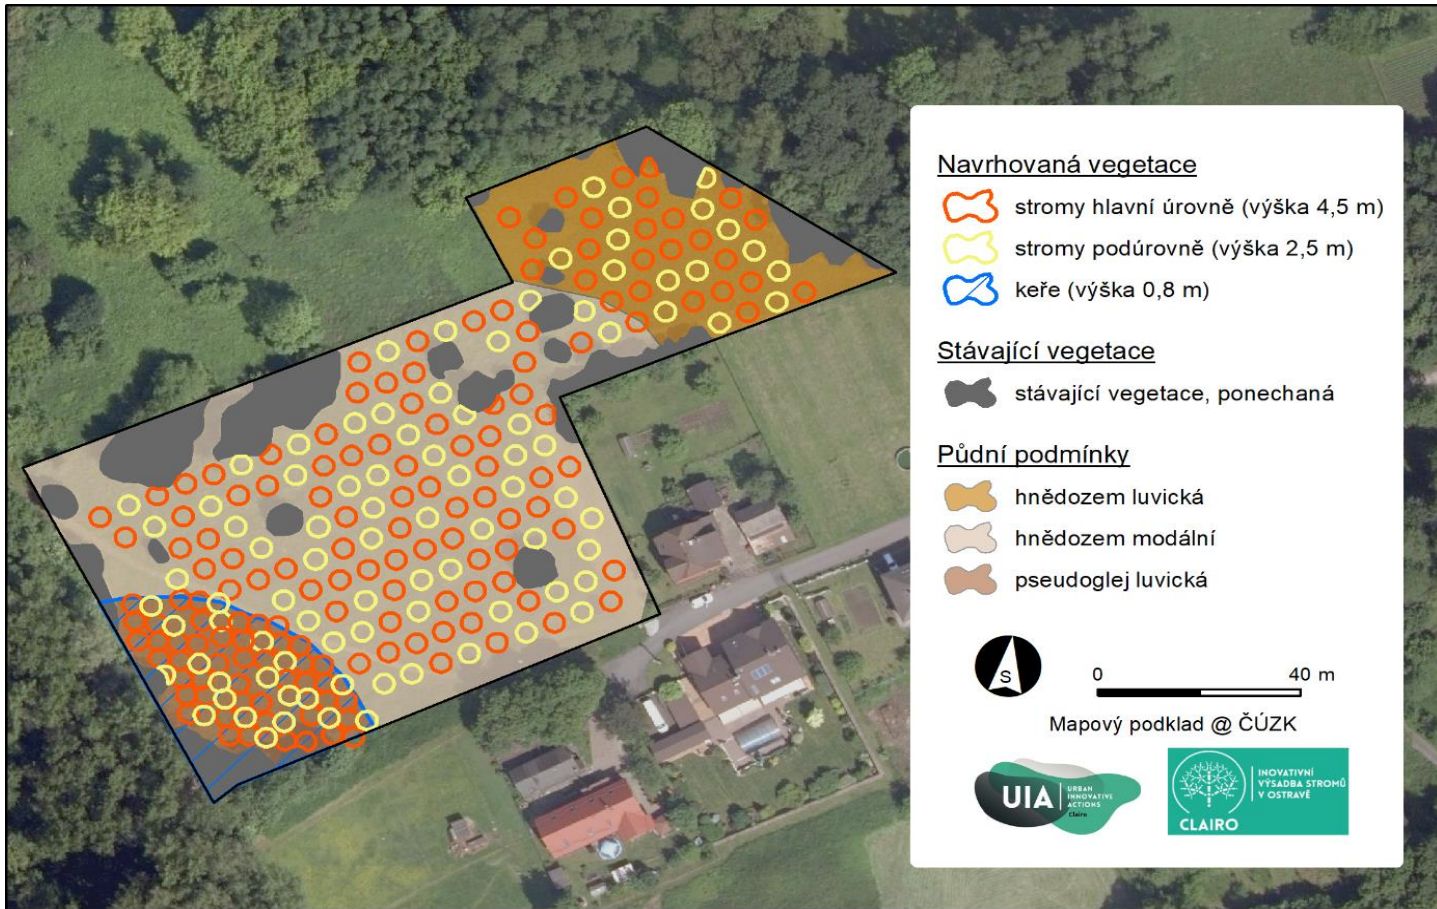 Navrhovaná vegetace
stromy hlavní úrovně (výška 4,5 m)
stromy podúrovně (výška 2,5 m)
keře (výška 0,8 m)
Stávající vegetace
stávající vegetace, ponechaná
Půdní podmínky
hnědozem luvická
hnědozem modální
pseudoglej luvická
S
0 40 m
Mapový podklad @ ČÚZK
UIA
URBAN
INNOVATIVE
ACTIONS
Clairo
CLAIRO
INOVATIVNÍ
VÝSADBA STROMŮ
V OSTRAVĚ